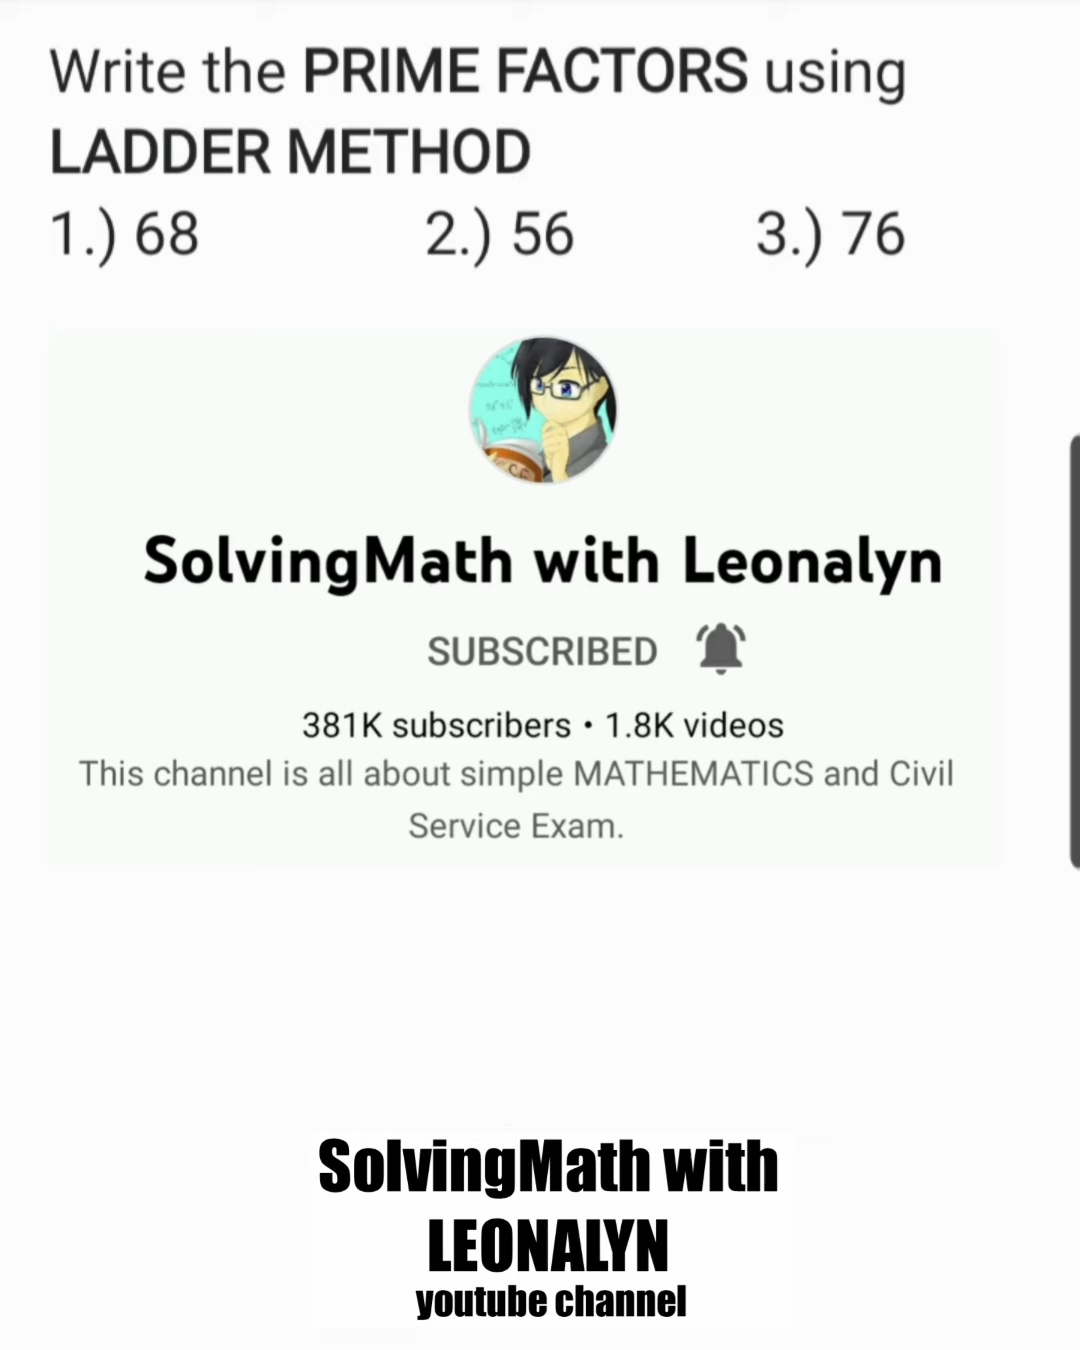 Write the PRIME FACTORS using
LADDER METHOD
1.) 68 2.) 56 3.) 76
SolvingMath with Leonalyn
SUBSCRIBED
381K subscribers • 1.8K videos
This channel is all about simple MATHEMATICS and Civil
Service Exam.
SolvingMath with
LEONALYN
youtube channel